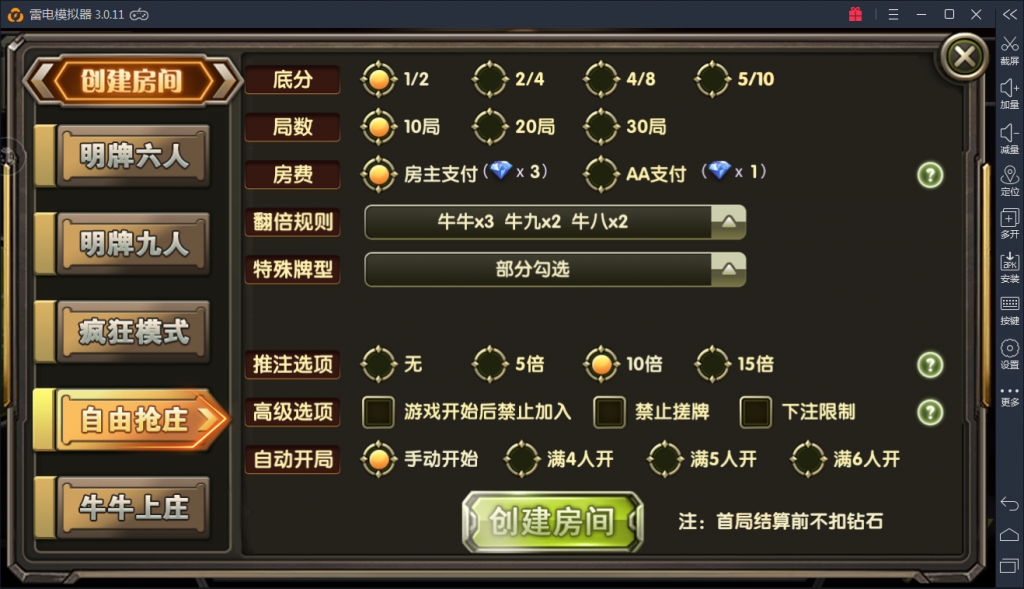 雷电模拟器 3.0.11
创建房间
明牌六人
明牌九人
疯狂模式
自由抢庄
牛牛上庄
底分 1/2 2/4 4/8 5/10
局数 10局 20局 30局
房费 房主支付(x 3) AA支付 (x 1) ?
翻倍规则 牛牛x3 牛九x2 牛八x2
特殊牌型 部分勾选
推注选项 无 5倍 10倍 15倍 ?
高级选项 游戏开始后禁止加入 禁止搓牌 下注限制 ?
自动开局 手动开始 满4人开 满5人开 满6人开
创建房间 注：首局结算前不扣钻石
截屏
加量
减量
定位
多开
APK
安装
按键
设置
更多